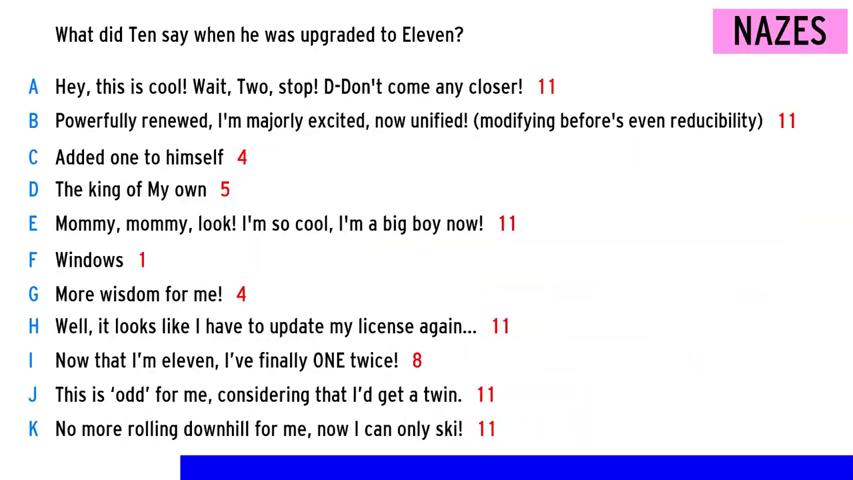 What did Ten say when he was upgraded to Eleven?
NAZES
A Hey, this is cool! Wait, Two, stop! D-Don't come any closer! 11
B Powerfully renewed, I'm majorly excited, now unified! (modifying before's even reducibility) 11
C Added one to himself 4
D The king of My own 5
E Mommy, mommy, look! I'm so cool, I'm a big boy now! 11
F Windows 1
G More wisdom for me! 4
H Well, it looks like I have to update my license again... 11
I Now that I’m eleven, I’ve finally ONE twice! 8
J This is ‘odd’ for me, considering that I’d get a twin. 11
K No more rolling downhill for me, now I can only ski! 11